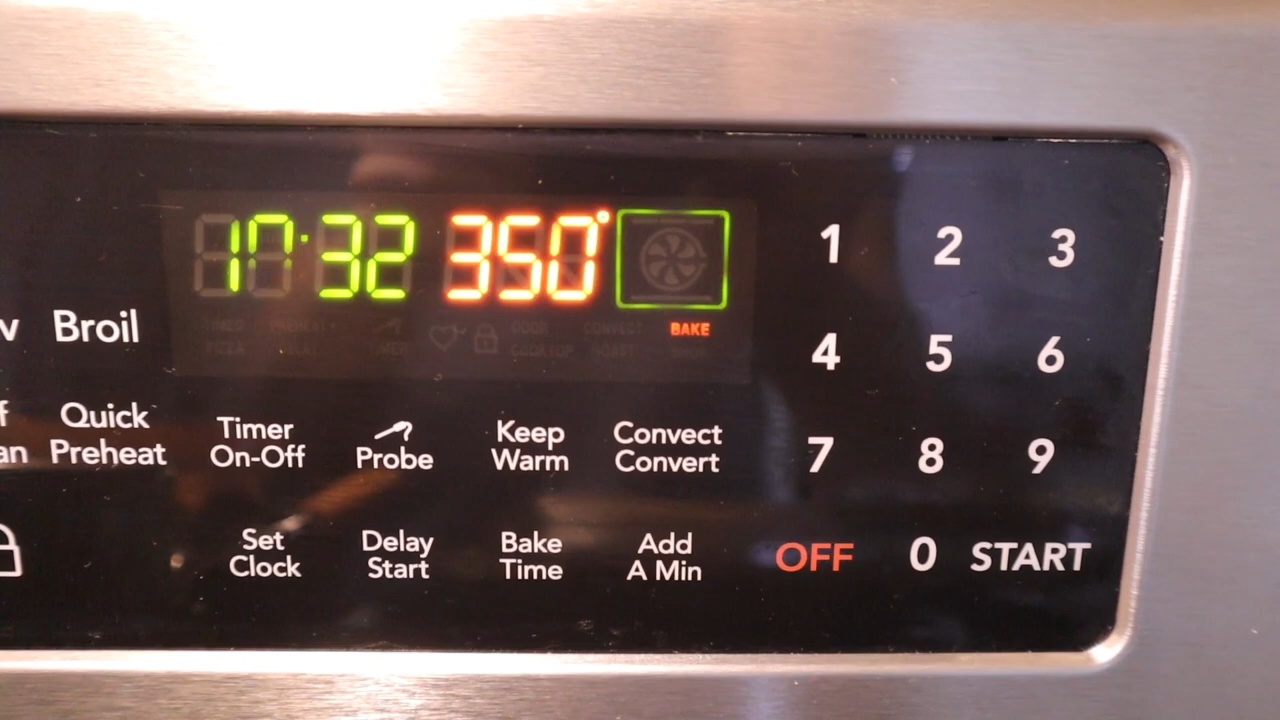 17:32 350°
BAKE
v Broil
Quick
Preheat
Timer
On-Off
Probe
Keep
Warm
Convect
Convert
Set
Clock
Delay
Start
Bake
Time
Add
A Min
1 2 3
4 5 6
7 8 9
OFF 0 START